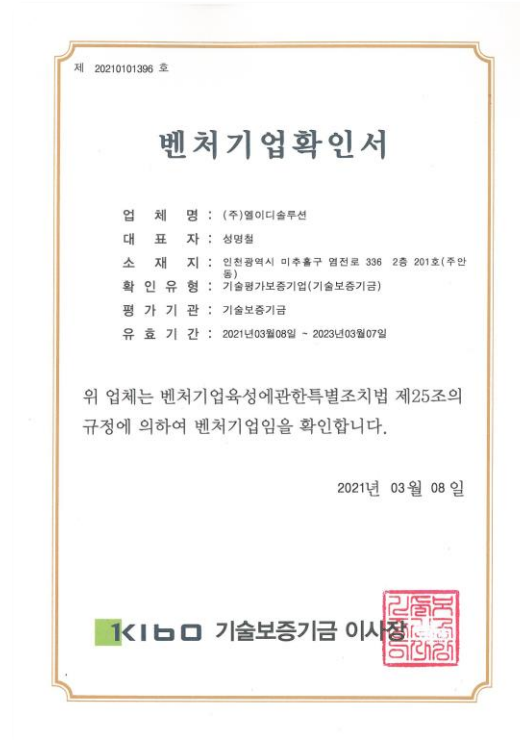 제 20210101396 호
벤처기업확인서
업 체 명 : (주)엘이디솔루션
대 표 자 : 성명철
소 재 지 : 인천광역시 미추홀구 염전로 336 2층 201호(주안
동)
확 인 유 형 : 기술평가보증기업(기술보증기금)
평 가 기 관 : 기술보증기금
유 효 기 간 : 2021년03월08일 ~ 2023년03월07일
위 업체는 벤처기업육성에관한특별조치법 제25조의
규정에 의하여 벤처기업임을 확인합니다.
2021년 03월 08일
KIBO 기술보증기금 이사장